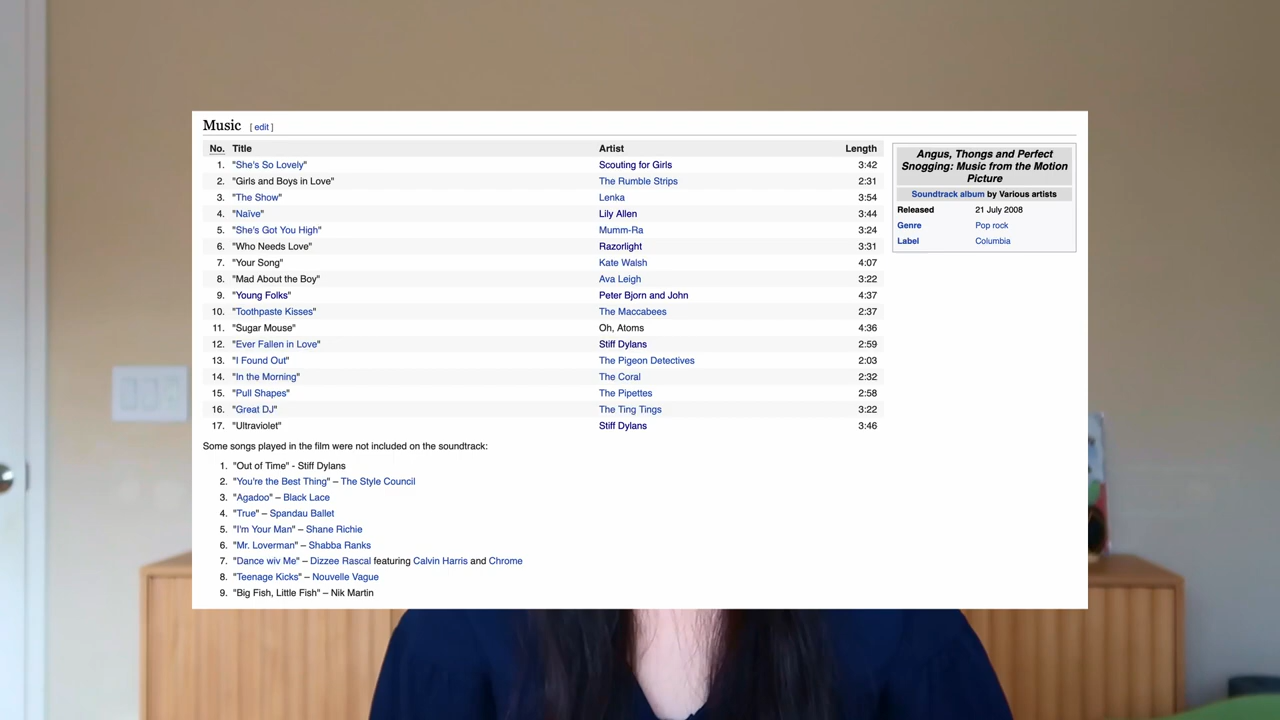 Music [ edit ]
No. Title Artist Length
1. "She's So Lovely" Scouting for Girls 3:42
2. "Girls and Boys in Love" The Rumble Strips 2:31
3. "The Show" Lenka 3:54
4. "Naïve" Lily Allen 3:44
5. "She's Got You High" Mumm-Ra 3:24
6. "Who Needs Love" Razorlight 3:31
7. "Your Song" Kate Walsh 4:07
8. "Mad About the Boy" Ava Leigh 3:22
9. "Young Folks" Peter Bjorn and John 4:37
10. "Toothpaste Kisses" The Maccabees 2:37
11. "Sugar Mouse" Oh, Atoms 4:36
12. "Ever Fallen in Love" Stiff Dylans 2:59
13. "I Found Out" The Pigeon Detectives 2:03
14. "In the Morning" The Coral 2:32
15. "Pull Shapes" The Pipettes 2:58
16. "Great DJ" The Ting Tings 3:22
17. "Ultraviolet" Stiff Dylans 3:46
Some songs played in the film were not included on the soundtrack:
1. "Out of Time" - Stiff Dylans
2. "You're the Best Thing" – The Style Council
3. "Agadoo" – Black Lace
4. "True" – Spandau Ballet
5. "I'm Your Man" – Shane Richie
6. "Mr. Loverman" – Shabba Ranks
7. "Dance wiv Me" – Dizzee Rascal featuring Calvin Harris and Chrome
8. "Teenage Kicks" – Nouvelle Vague
9. "Big Fish, Little Fish" – Nik Martin
Angus, Thongs and Perfect
Snogging: Music from the Motion
Picture
Soundtrack album by Various artists
Released 21 July 2008
Genre Pop rock
Label Columbia